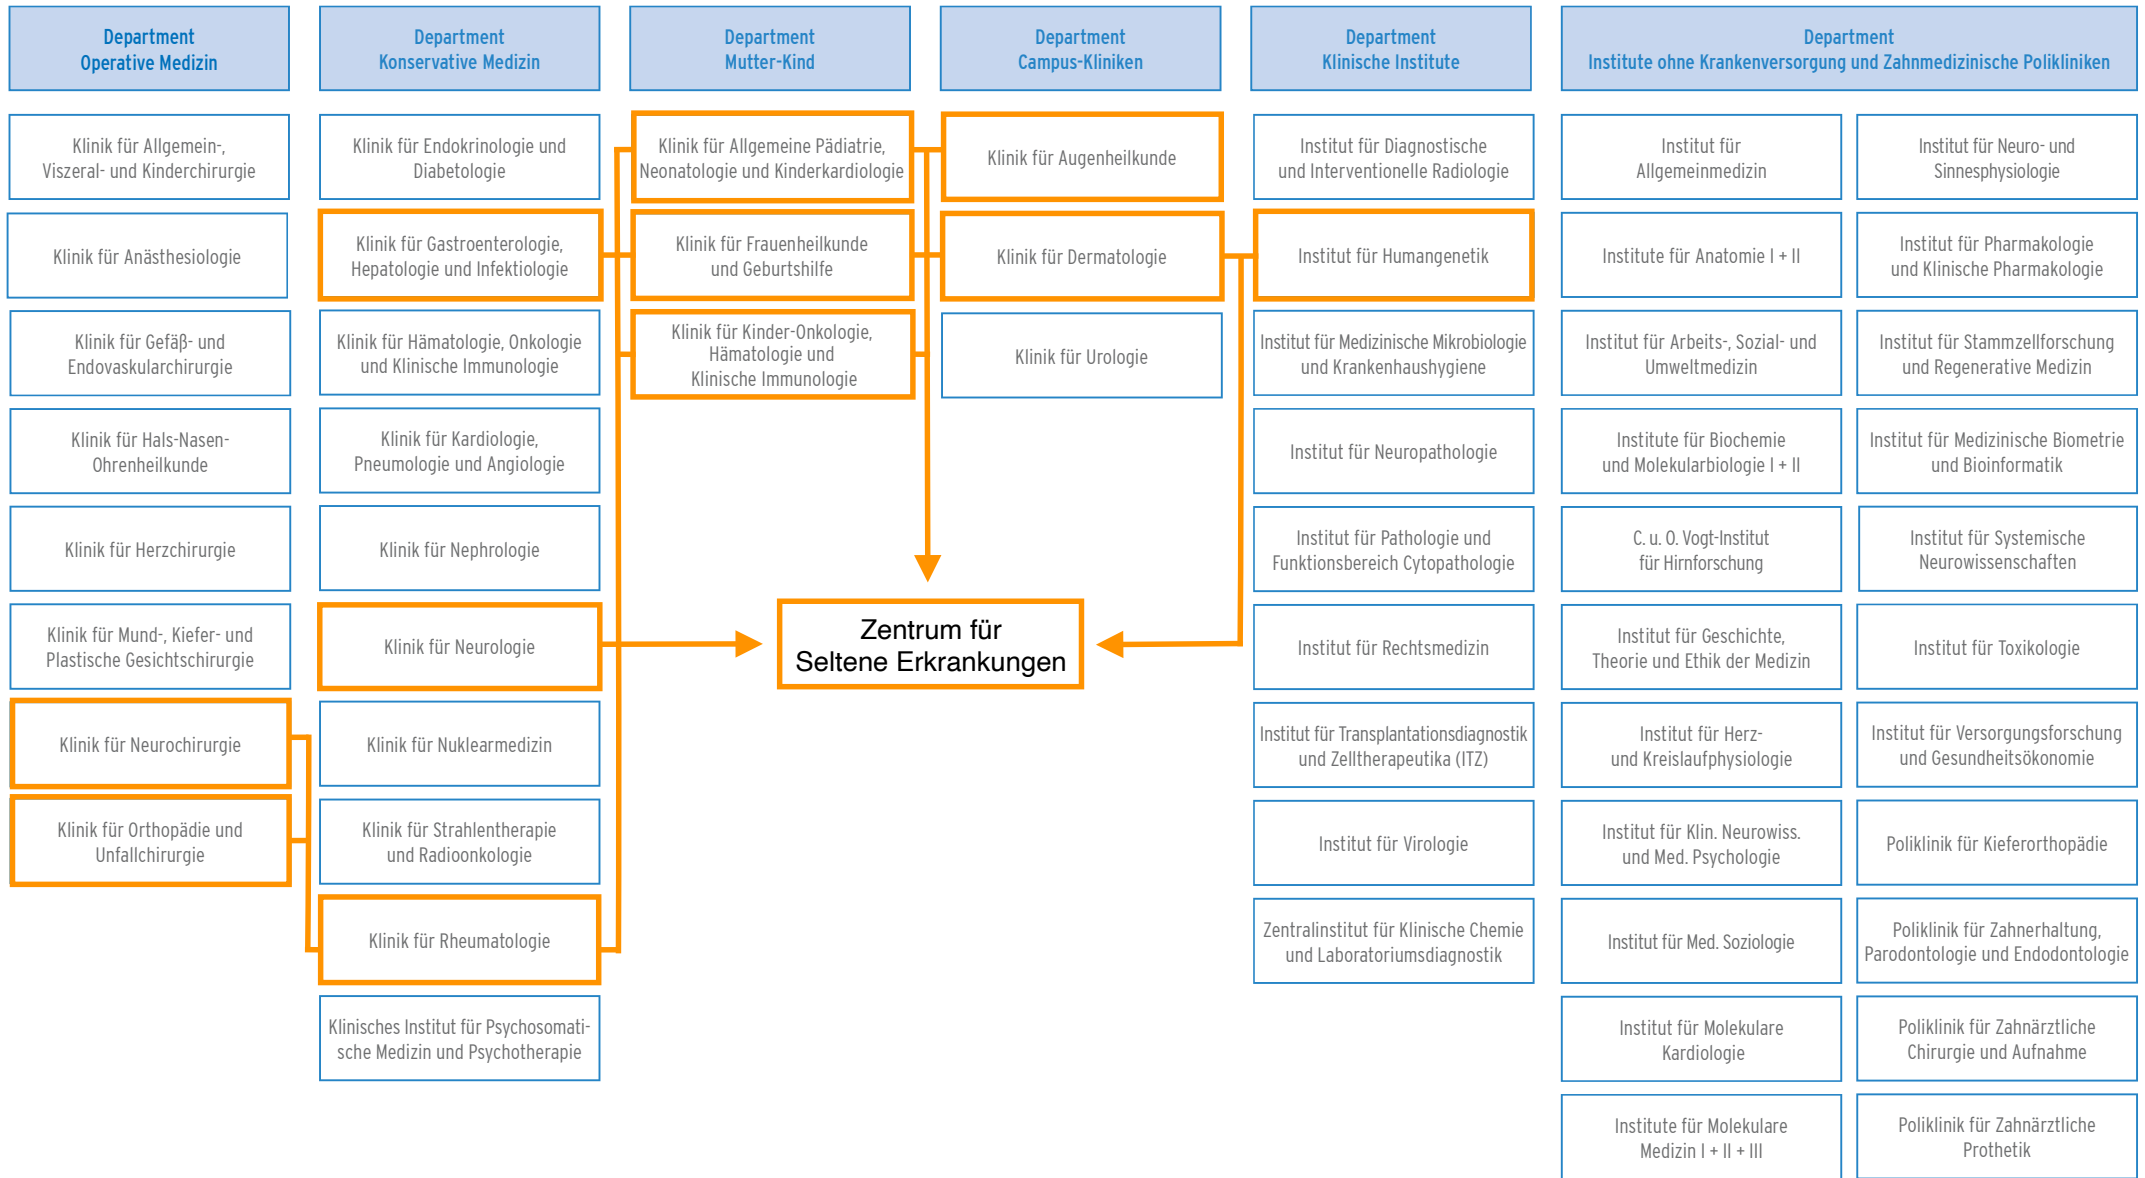 Department
Operative Medizin
Department
Konservative Medizin
Department
Mutter-Kind
Department
Campus-Kliniken
Department
Klinische Institute
Department
Institute ohne Krankenversorgung und Zahnmedizinische Polikliniken
Klinik für Allgemein-,
Viszeral- und Kinderchirurgie
Klinik für Anästhesiologie
Klinik für Gefäß- und
Endovaskularchirurgie
Klinik für Hals-Nasen-
Ohrenheilkunde
Klinik für Herzchirurgie
Klinik für Mund-, Kiefer- und
Plastische Gesichtschirurgie
Klinik für Neurochirurgie
Klinik für Orthopädie und
Unfallchirurgie
Klinik für Endokrinologie und
Diabetologie
Klinik für Gastroenterologie,
Hepatologie und Infektiologie
Klinik für Hämatologie, Onkologie
und Klinische Immunologie
Klinik für Kardiologie,
Pneumologie und Angiologie
Klinik für Nephrologie
Klinik für Neurologie
Klinik für Nuklearmedizin
Klinik für Strahlentherapie
und Radioonkologie
Klinik für Rheumatologie
Klinisches Institut für Psychosomati-
sche Medizin und Psychotherapie
Klinik für Allgemeine Pädiatrie,
Neonatologie und Kinderkardiologie
Klinik für Frauenheilkunde
und Geburtshilfe
Klinik für Kinder-Onkologie,
Hämatologie und
Klinische Immunologie
Klinik für Augenheilkunde
Klinik für Dermatologie
Klinik für Urologie
Zentrum für
Seltene Erkrankungen
Institut für Diagnostische
und Interventionelle Radiologie
Institut für Humangenetik
Institut für Medizinische Mikrobiologie
und Krankenhaushygiene
Institut für Neuropathologie
Institut für Pathologie und
Funktionsbereich Cytopathologie
Institut für Rechtsmedizin
Institut für Transplantationsdiagnostik
und Zelltherapeutika (ITZ)
Institut für Virologie
Zentralinstitut für Klinische Chemie
und Laboratoriumsdiagnostik
Institut für
Allgemeinmedizin
Institute für Anatomie I + II
Institut für Arbeits-, Sozial- und
Umweltmedizin
Institute für Biochemie
und Molekularbiologie I + II
C. u. O. Vogt-Institut
für Hirnforschung
Institut für Geschichte,
Theorie und Ethik der Medizin
Institut für Herz-
und Kreislaufphysiologie
Institut für Klin. Neurowiss.
und Med. Psychologie
Institut für Med. Soziologie
Institut für Molekulare
Kardiologie
Institute für Molekulare
Medizin I + II + III
Institut für Neuro- und
Sinnesphysiologie
Institut für Pharmakologie
und Klinische Pharmakologie
Institut für Stammzellforschung
und Regenerative Medizin
Institut für Medizinische Biometrie
und Bioinformatik
Institut für Systemische
Neurowissenschaften
Institut für Toxikologie
Institut für Versorgungsforschung
und Gesundheitsökonomie
Poliklinik für Kieferorthopädie
Poliklinik für Zahnerhaltung,
Parodontologie und Endodontologie
Poliklinik für Zahnärztliche
Chirurgie und Aufnahme
Poliklinik für Zahnärztliche
Prothetik